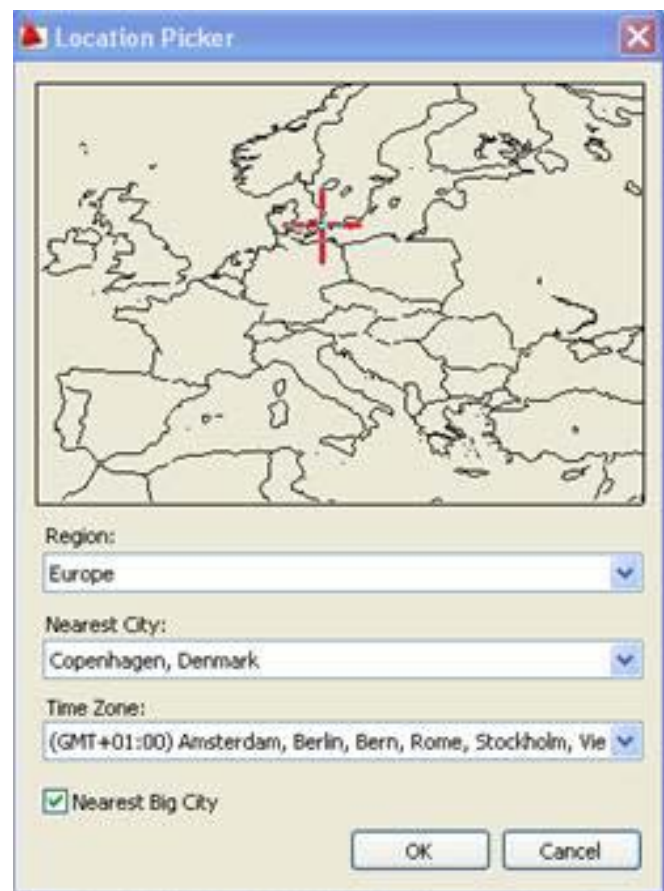 Location Picker
Region:
Europe
Nearest City:
Copenhagen, Denmark
Time Zone:
(GMT+01:00) Amsterdam, Berlin, Bern, Rome, Stockholm, Vie
Nearest Big City
OK
Cancel